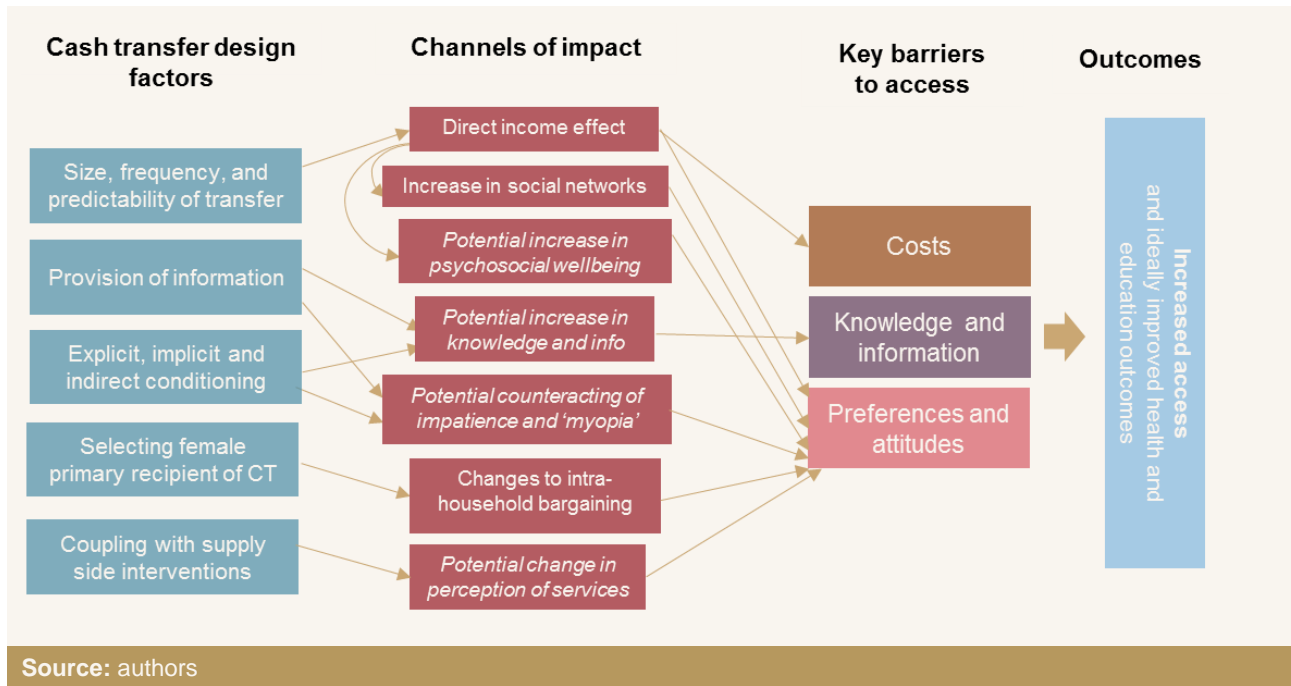 Cash transfer design
factors
Channels of impact
Key barriers
to access
Outcomes
Size, frequency, and
predictability of transfer
Provision of information
Explicit, implicit and
indirect conditioning
Selecting female
primary recipient of CT
Coupling with supply
side interventions
Direct income effect
Increase in social networks
Potential increase in
psychosocial wellbeing
Potential increase in
knowledge and info
Potential counteracting of
impatience and ‘myopia’
Changes to intra-
household bargaining
Potential change in
perception of services
Costs
Knowledge and
information
Preferences and
attitudes
Increased access
and ideally improved health and
education outcomes
Source: authors